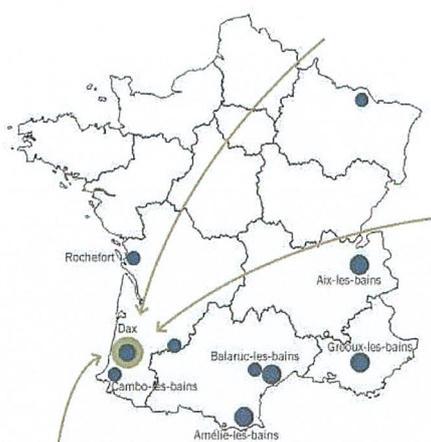 Rochefort
Aix-les-bains
Dax
Balaruc-les-bains
Gréoux-les-bains
Cambo-les-bains
Amélie-les-bains